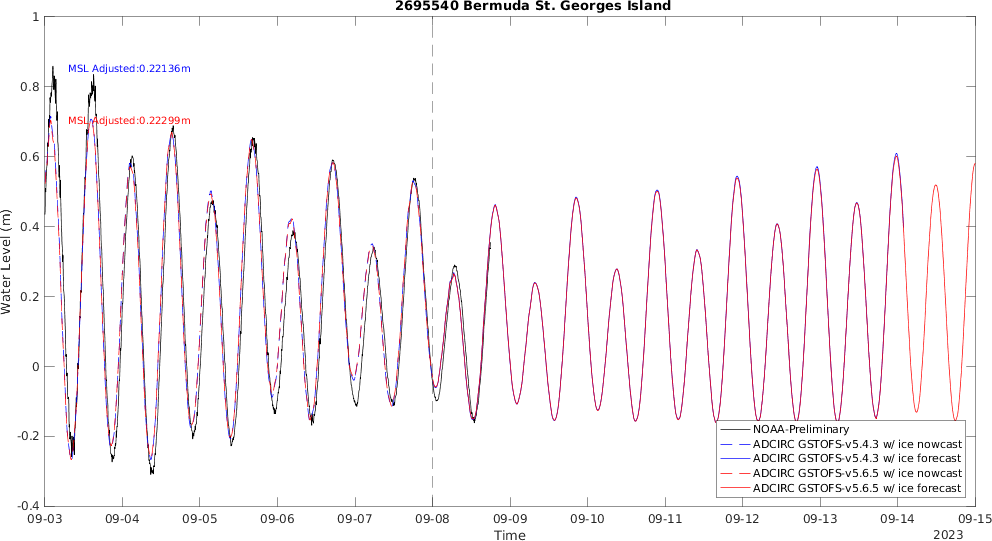 2695540 Bermuda St. Georges Island
1
0.8
0.6
0.4
0.2
0
-0.2
-0.4
Water Level (m)
MSL Adjusted:0.22136m
MSL Adjusted:0.22299m
NOAA-Preliminary
ADCIRC GSTOFS-v5.4.3 w/ ice nowcast
ADCIRC GSTOFS-v5.4.3 w/ ice forecast
ADCIRC GSTOFS-v5.6.5 w/ ice nowcast
ADCIRC GSTOFS-v5.6.5 w/ ice forecast
09-03 09-04 09-05 09-06 09-07 09-08 09-09 09-10 09-11 09-12 09-13 09-14 09-15
Time
2023